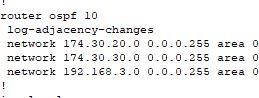 !
router ospf 10
log-adjacency-changes
network 174.30.20.0 0.0.0.255 area 0
network 174.30.30.0 0.0.0.255 area 0
network 192.168.3.0 0.0.0.255 area 0
!